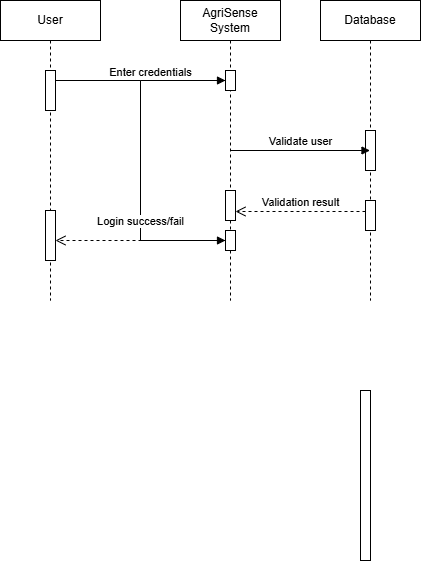 User
AgriSense
System
Database
Enter credentials
Validate user
Validation result
Login success/fail